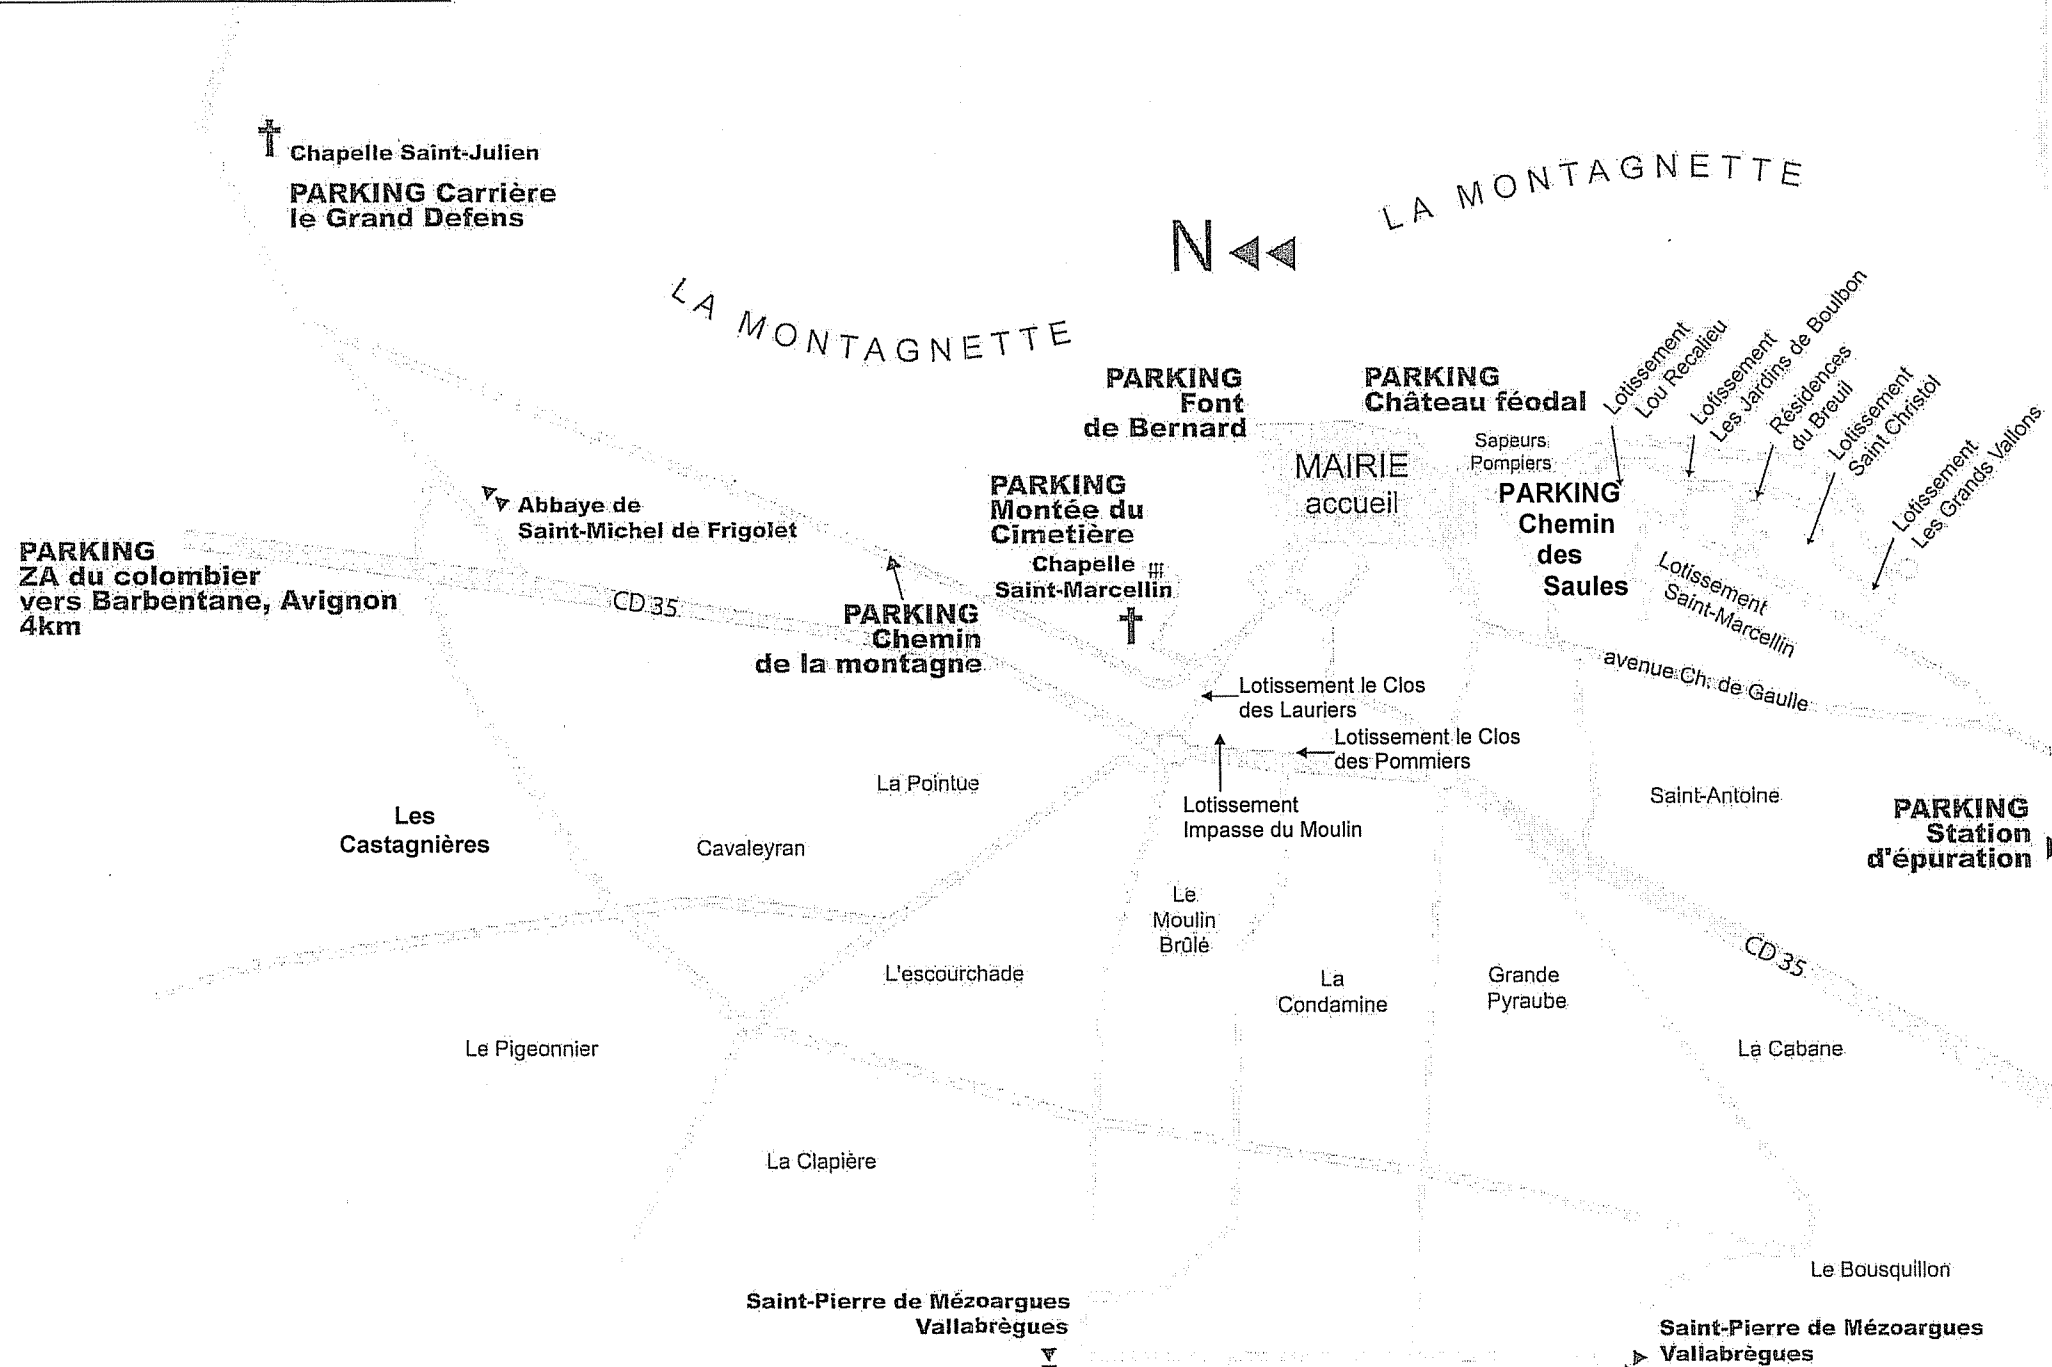 Chapelle Saint-Julien
PARKING Carrière
le Grand Defens
LA MONTAGNETTE
N
LA MONTAGNETTE
PARKING
Font
de Bernard
PARKING
Château féodal
Lotissement
Lou Recalieu
Lotissement
Les Jardins de Boulbon
Résidences
du Breuil
Lotissement
Saint Christol
Lotissement
Les Grands Vallons
Sapeurs
Pompiers
MAIRIE
accueil
PARKING
Chemin
des
Saules
Abbaye de
Saint-Michel de Frigolet
PARKING
Montée du
Cimetière
Chapelle
Saint-Marcellin
PARKING
ZA du colombier
vers Barbentane, Avignon
4km
CD 35
PARKING
Chemin
de la montagne
Lotissement
Saint-Marcellin
avenue Ch. de Gaulle
Lotissement le Clos
des Lauriers
Lotissement le Clos
des Pommiers
Lotissement
Impasse du Moulin
La Pointue
Saint-Antoine
PARKING
Station
d'épuration
Les
Castagnières
Cavaleyran
Le
Moulin
Brûlé
L'escourchade
La
Condamine
Grande
Pyraube
CD 35
Le Pigeonnier
La Cabane
La Clapière
Le Bousquillon
Saint-Pierre de Mézoargues
Vallabrègues
Saint-Pierre de Mézoargues
Vallabrègues